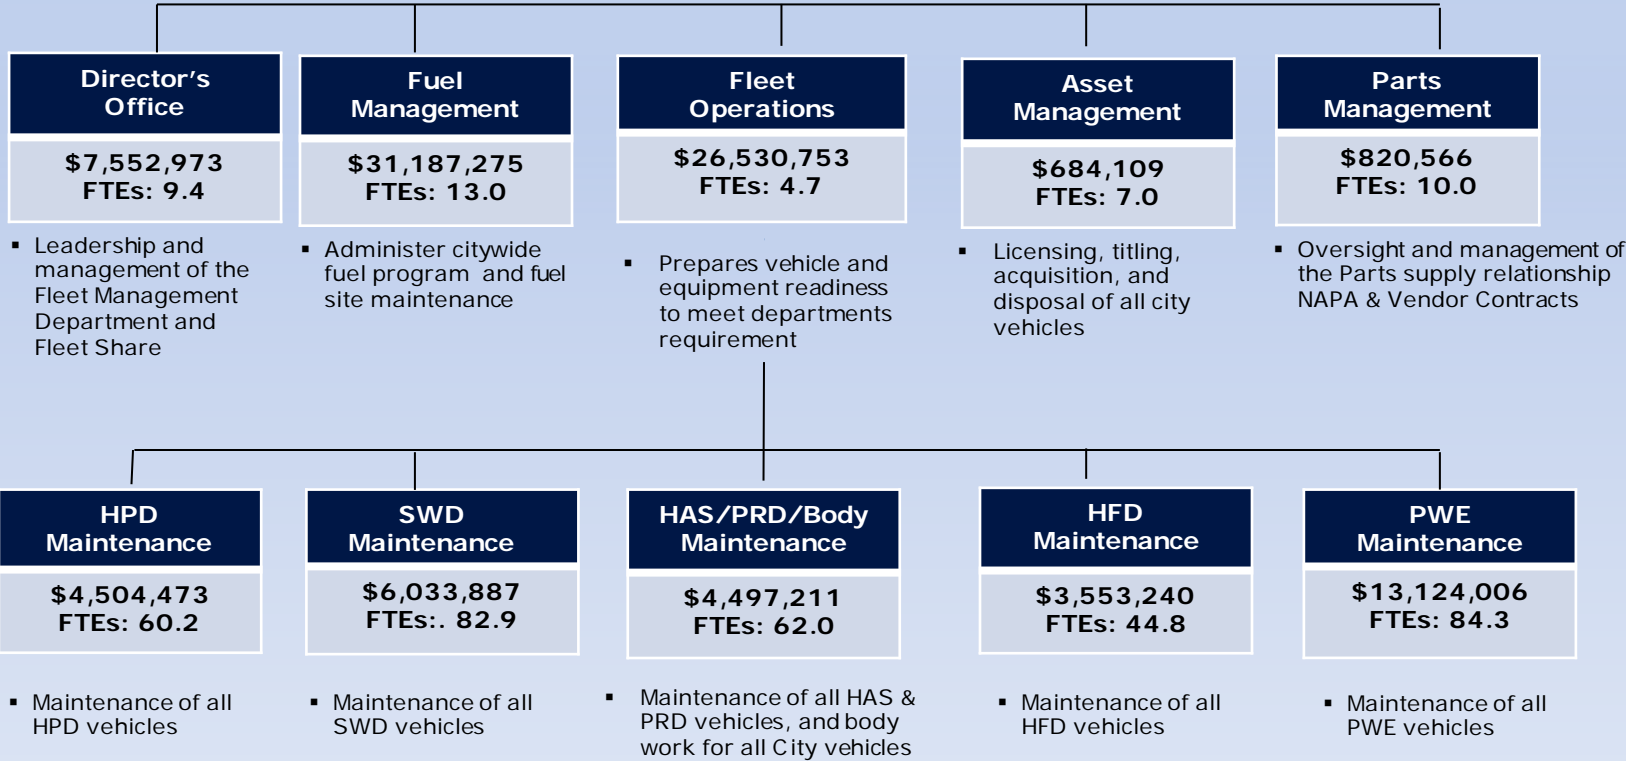 Director's
Office
$7,552,973
FTEs: 9.4
▪ Leadership and
management of the
Fleet Management
Department and
Fleet Share
Fuel
Management
$31,187,275
FTEs: 13.0
▪ Administer citywide
fuel program and fuel
site maintenance
Fleet
Operations
$26,530,753
FTEs: 4.7
▪ Prepares vehicle and
equipment readiness
to meet departments
requirement
Asset
Management
$684,109
FTEs: 7.0
▪ Licensing, titling,
acquisition, and
disposal of all city
vehicles
Parts
Management
$820,566
FTEs: 10.0
▪ Oversight and management of
the Parts supply relationship
NAPA & Vendor Contracts
HPD
Maintenance
$4,504,473
FTEs: 60.2
▪ Maintenance of all
HPD vehicles
SWD
Maintenance
$6,033,887
FTEs:. 82.9
▪ Maintenance of all
SWD vehicles
HAS/PRD/Body
Maintenance
$4,497,211
FTEs: 62.0
▪ Maintenance of all HAS &
PRD vehicles, and body
work for all City vehicles
HFD
Maintenance
$3,553,240
FTEs: 44.8
▪ Maintenance of all
HFD vehicles
PWE
Maintenance
$13,124,006
FTEs: 84.3
▪ Maintenance of all
PWE vehicles